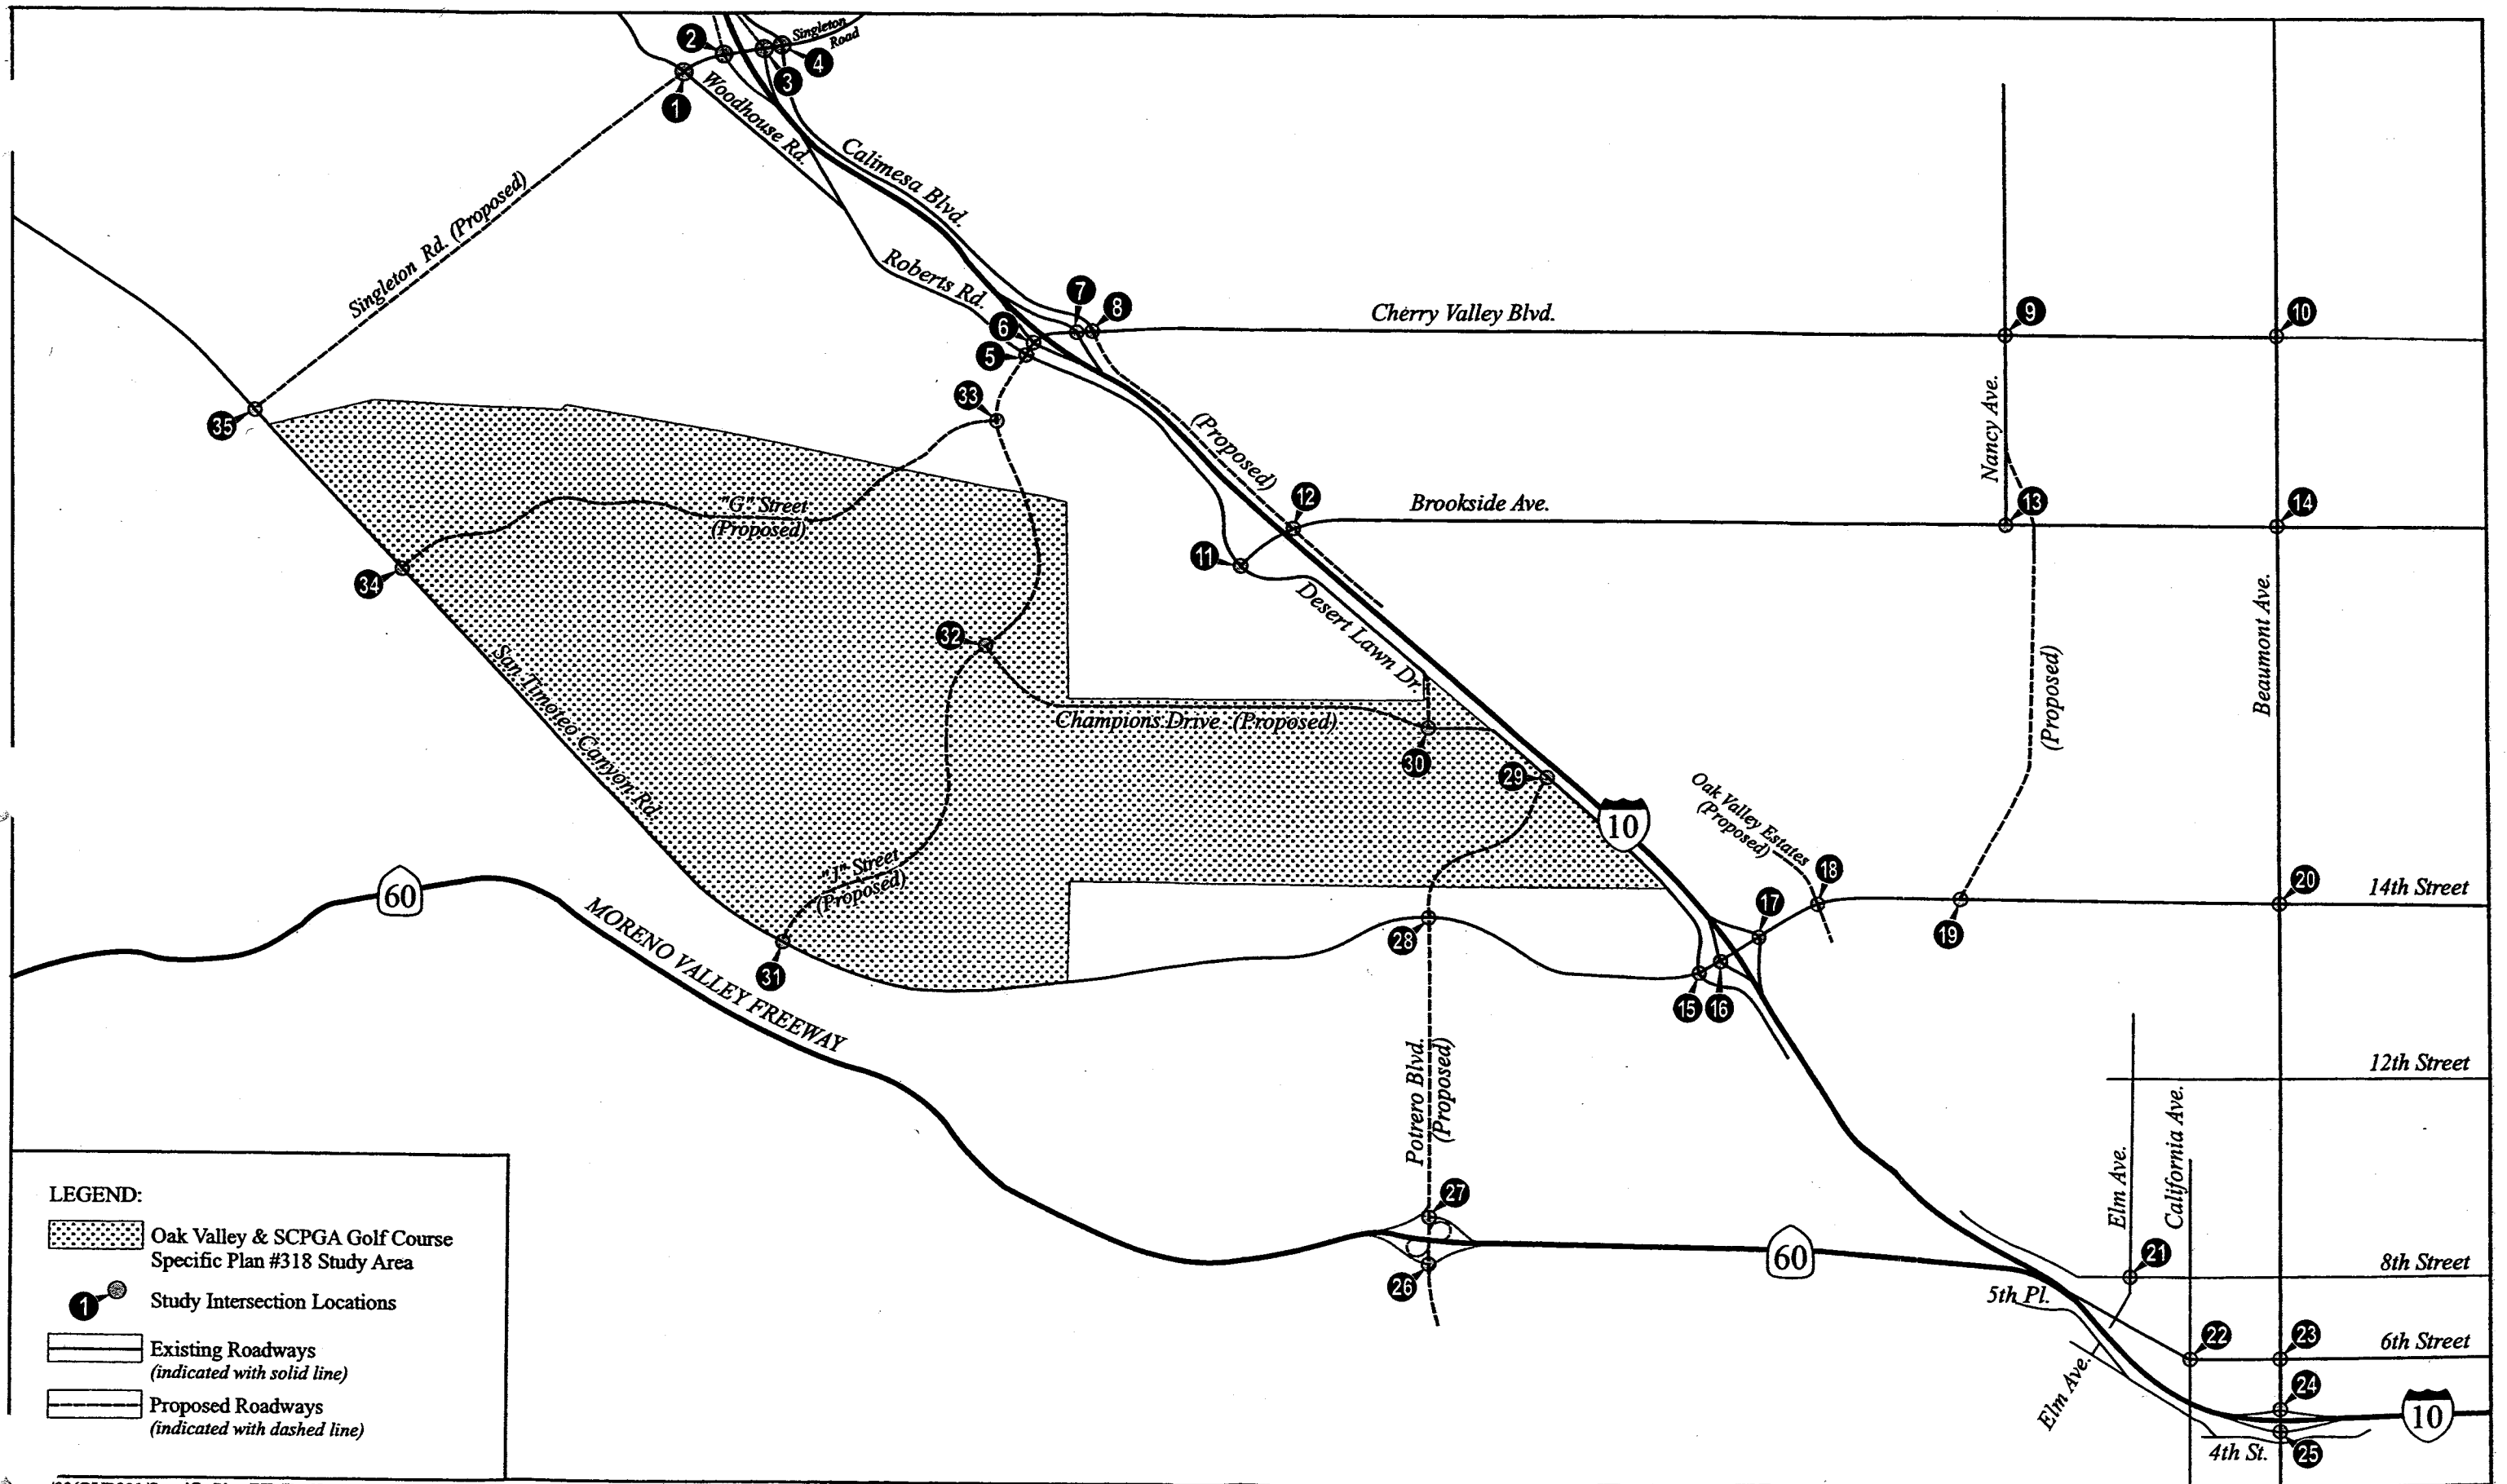 Singleton
Road
2
4
3
1
Woodhouse Rd.
Calimesa Blvd.
Singleton Rd. (Proposed)
Roberts Rd.
7
8
6
5
Cherry Valley Blvd.
9
10
33
35
Nancy Ave.
(Proposed)
12
Brookside Ave.
13
14
"G" Street
(Proposed)
11
34
Desert Lawn Dr.
Beaumont Ave.
32
San Timoteo Canyon Rd.
(Proposed)
Champions Drive (Proposed)
30
29
10
Oak Valley Estates
(Proposed)
18
20
14th Street
"J" Street
(Proposed)
60
MORENO VALLEY FREEWAY
17
19
28
31
15
16
Potrero Blvd.
(Proposed)
12th Street
California Ave.
Elm Ave.
27
60
21
8th Street
26
5th Pl.
22
23
6th Street
Elm Ave.
24
10
4th St.
25
LEGEND:
Oak Valley & SCPGA Golf Course
Specific Plan #318 Study Area
1
Study Intersection Locations
Existing Roadways
(indicated with solid line)
Proposed Roadways
(indicated with dashed line)